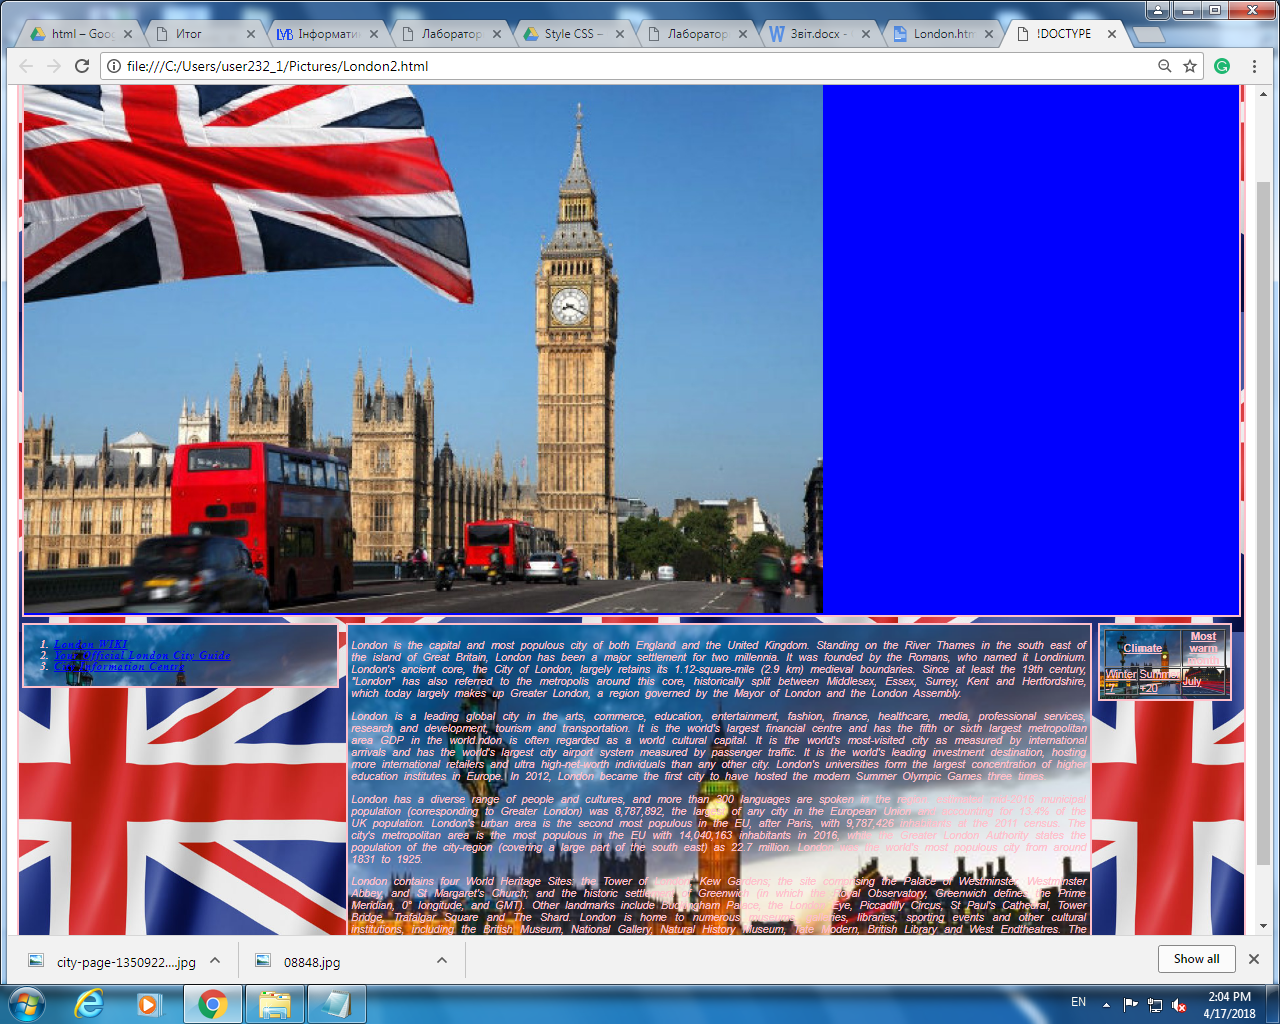 html – Goo
Итог
Інформати
Лаборатор
Style CSS –
Лаборатор
Звіт.docx -
London.htm
!DOCTYPE
file:///C:/Users/user232_1/Pictures/London2.html
1. London WIKI
2. Your Official London City Guide
3. City Information Centre
London is the capital and most populous city of both England and the United Kingdom. Standing on the River Thames in the south east of
the island of Great Britain, London has been a major settlement for two millennia. It was founded by the Romans, who named it Londinium.
London's ancient core, the City of London, largely retains its 1.12-square-mile (2.9 km) medieval boundaries. Since at least the 19th century,
"London" has also referred to the metropolis around this core, historically split between Middlesex, Essex, Surrey, Kent and Hertfordshire,
which today largely makes up Greater London, a region governed by the Mayor of London and the London Assembly.
London is a leading global city in the arts, commerce, education, entertainment, fashion, finance, healthcare, media, professional services,
research and development, tourism and transportation. It is the world's largest financial centre and has the fifth or sixth largest metropolitan
area GDP in the world.ndon is often regarded as a world cultural capital. It is the world's most-visited city as measured by international
arrivals and has the world's largest city airport system measured by passenger traffic. It is the world's leading investment destination, hosting
more international retailers and ultra high-net-worth individuals than any other city. London's universities form the largest concentration of higher
education institutes in Europe. In 2012, London became the first city to have hosted the modern Summer Olympic Games three times.
London has a diverse range of people and cultures, and more than 300 languages are spoken in the region. estimated mid-2016 municipal
population (corresponding to Greater London) was 8,787,892, the largest of any city in the European Union and accounting for 13.4% of the
UK population. London's urban area is the second most populous in the EU, after Paris, with 9,787,426 inhabitants at the 2011 census. The
city's metropolitan area is the most populous in the EU with 14,040,163 inhabitants in 2016, while the Greater London Authority states the
population of the city-region (covering a large part of the south east) as 22.7 million. London was the world's most populous city from around
1831 to 1925.
London contains four World Heritage Sites: the Tower of London; Kew Gardens; the site comprising the Palace of Westminster, Westminster
Abbey, and St Margaret's Church; and the historic settlement of Greenwich (in which the Royal Observatory, Greenwich defines the Prime
Meridian, 0° longitude, and GMT). Other landmarks include Buckingham Palace, the London Eye, Piccadilly Circus, St Paul's Cathedral, Tower
Bridge, Trafalgar Square and The Shard. London is home to numerous museums, galleries, libraries, sporting events and other cultural
institutions, including the British Museum, National Gallery, Natural History Museum, Tate Modern, British Library and West Endtheatres. The
Climate
Most
warm
month
Winter
Summer
+20
July
city-page-1350922....jpg
08848.jpg
Show all
EN
2:04 PM
4/17/2018